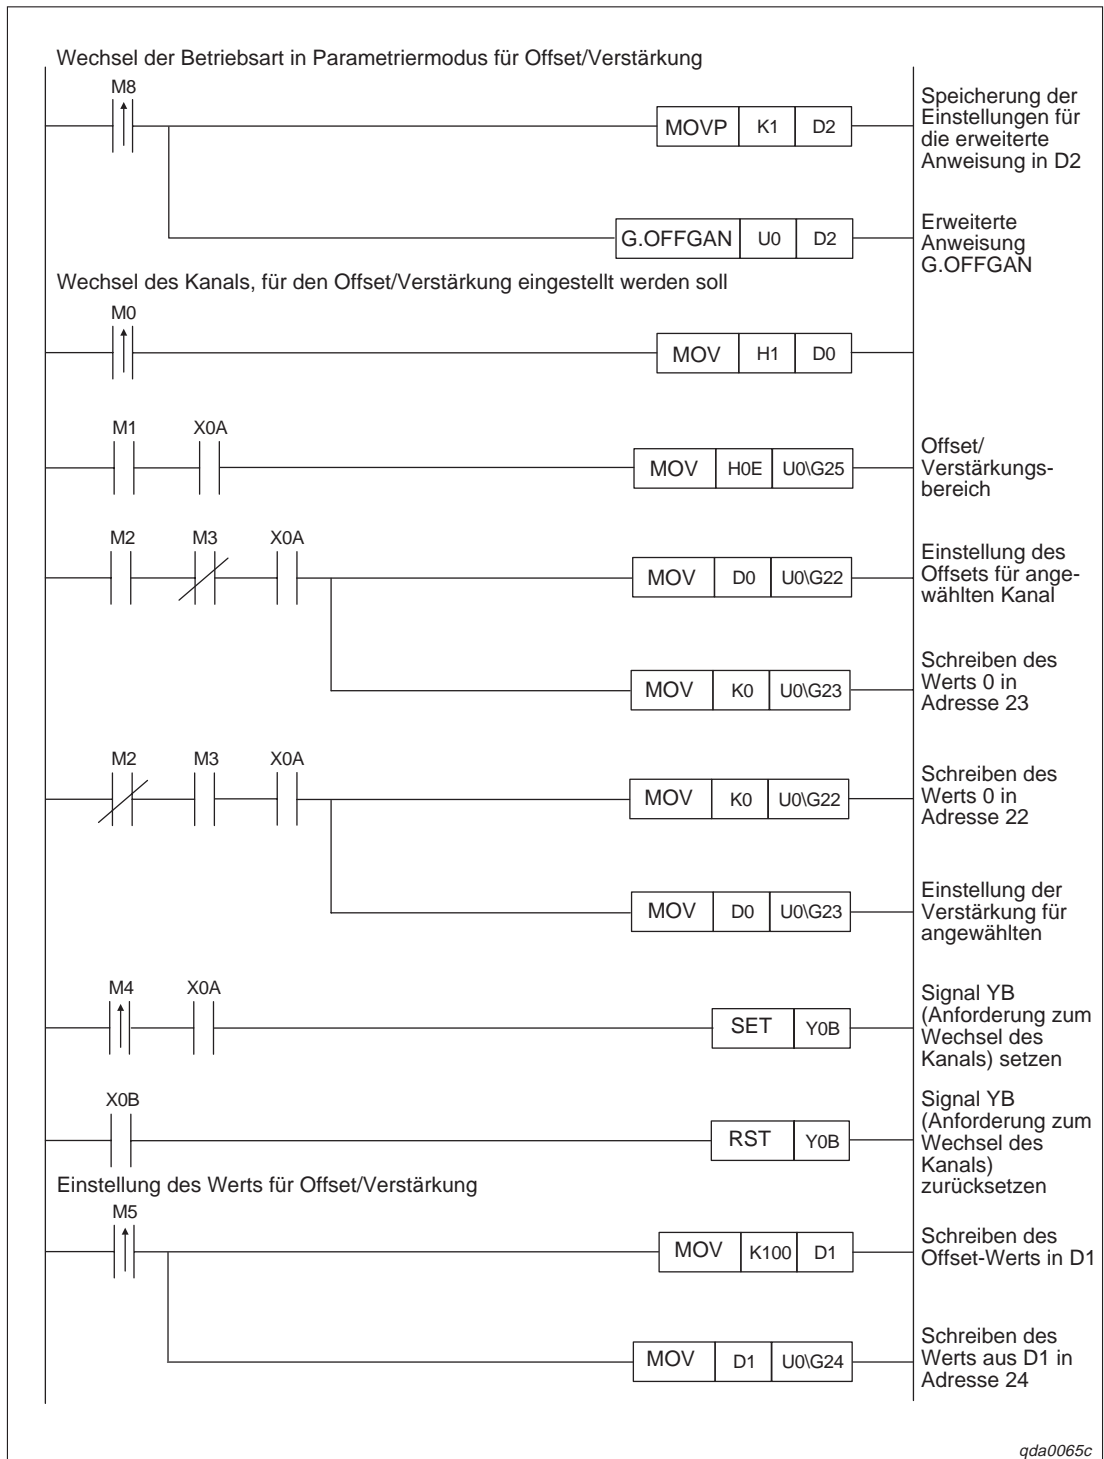 Wechsel der Betriebsart in Parametriermodus für Offset/Verstärkung
M8
MOVP K1 D2
Speicherung der
Einstellungen für
die erweiterte
Anweisung in D2
G.OFFGAN U0 D2
Erweiterte
Anweisung
G.OFFGAN
Wechsel des Kanals, für den Offset/Verstärkung eingestellt werden soll
M0
MOV H1 D0
M1 X0A
MOV H0E U0\G25
Offset/
Verstärkungs-
bereich
M2 M3 X0A
MOV D0 U0\G22
Einstellung des
Offsets für ange-
wählten Kanal
MOV K0 U0\G23
Schreiben des
Werts 0 in
Adresse 23
M2 M3 X0A
MOV K0 U0\G22
Schreiben des
Werts 0 in
Adresse 22
MOV D0 U0\G23
Einstellung der
Verstärkung für
angewählten
M4 X0A
SET Y0B
Signal YB
(Anforderung zum
Wechsel des
Kanals) setzen
X0B
RST Y0B
Signal YB
(Anforderung zum
Wechsel des
Kanals)
zurücksetzen
Einstellung des Werts für Offset/Verstärkung
M5
MOV K100 D1
Schreiben des
Offset-Werts in D1
MOV D1 U0\G24
Schreiben des
Werts aus D1 in
Adresse 24
qda0065c